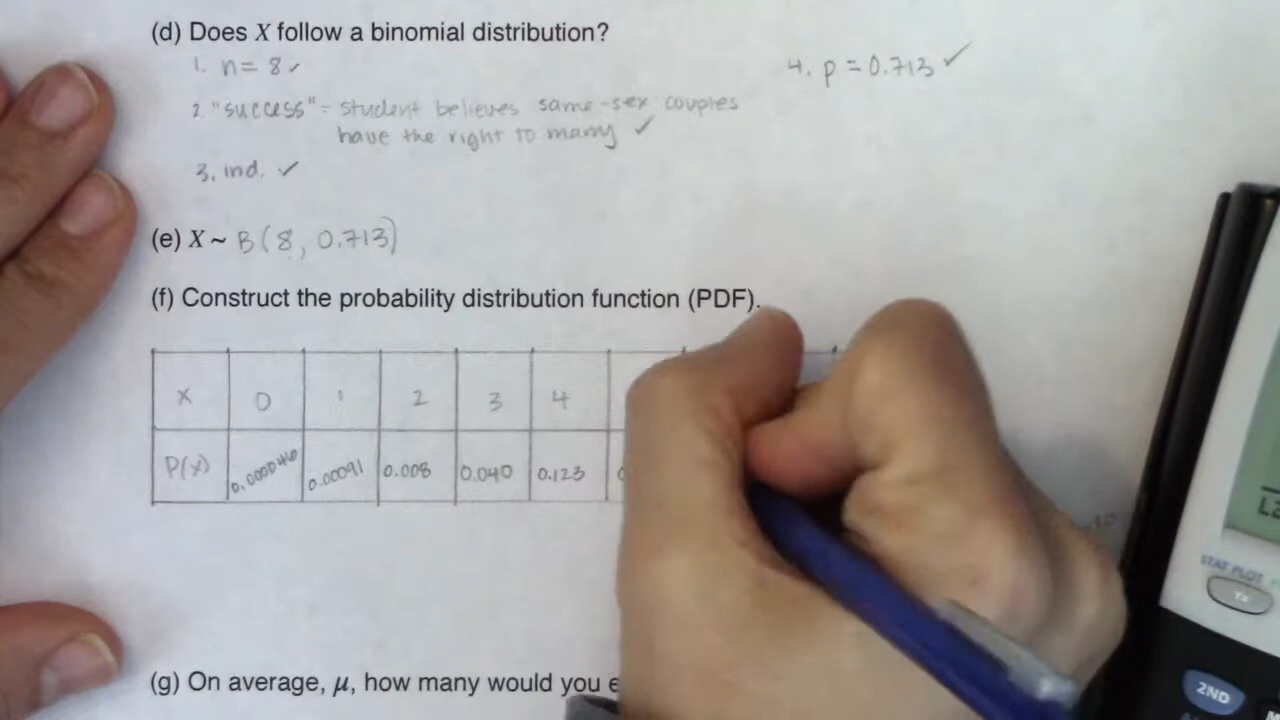 (d) Does X follow a binomial distribution?
1. n = 8 ✓
4. p = 0.713 ✓
2. "success" = student believes same-sex couples
have the right to marry ✓
3. ind. ✓
(e) X ~ B(8, 0.713)
(f) Construct the probability distribution function (PDF).
X 0 1 2 3 4
P(X) 0.000046 0.00091 0.008 0.040 0.123
(g) On average, μ, how many would you
STAT PLOT
Y=
2ND